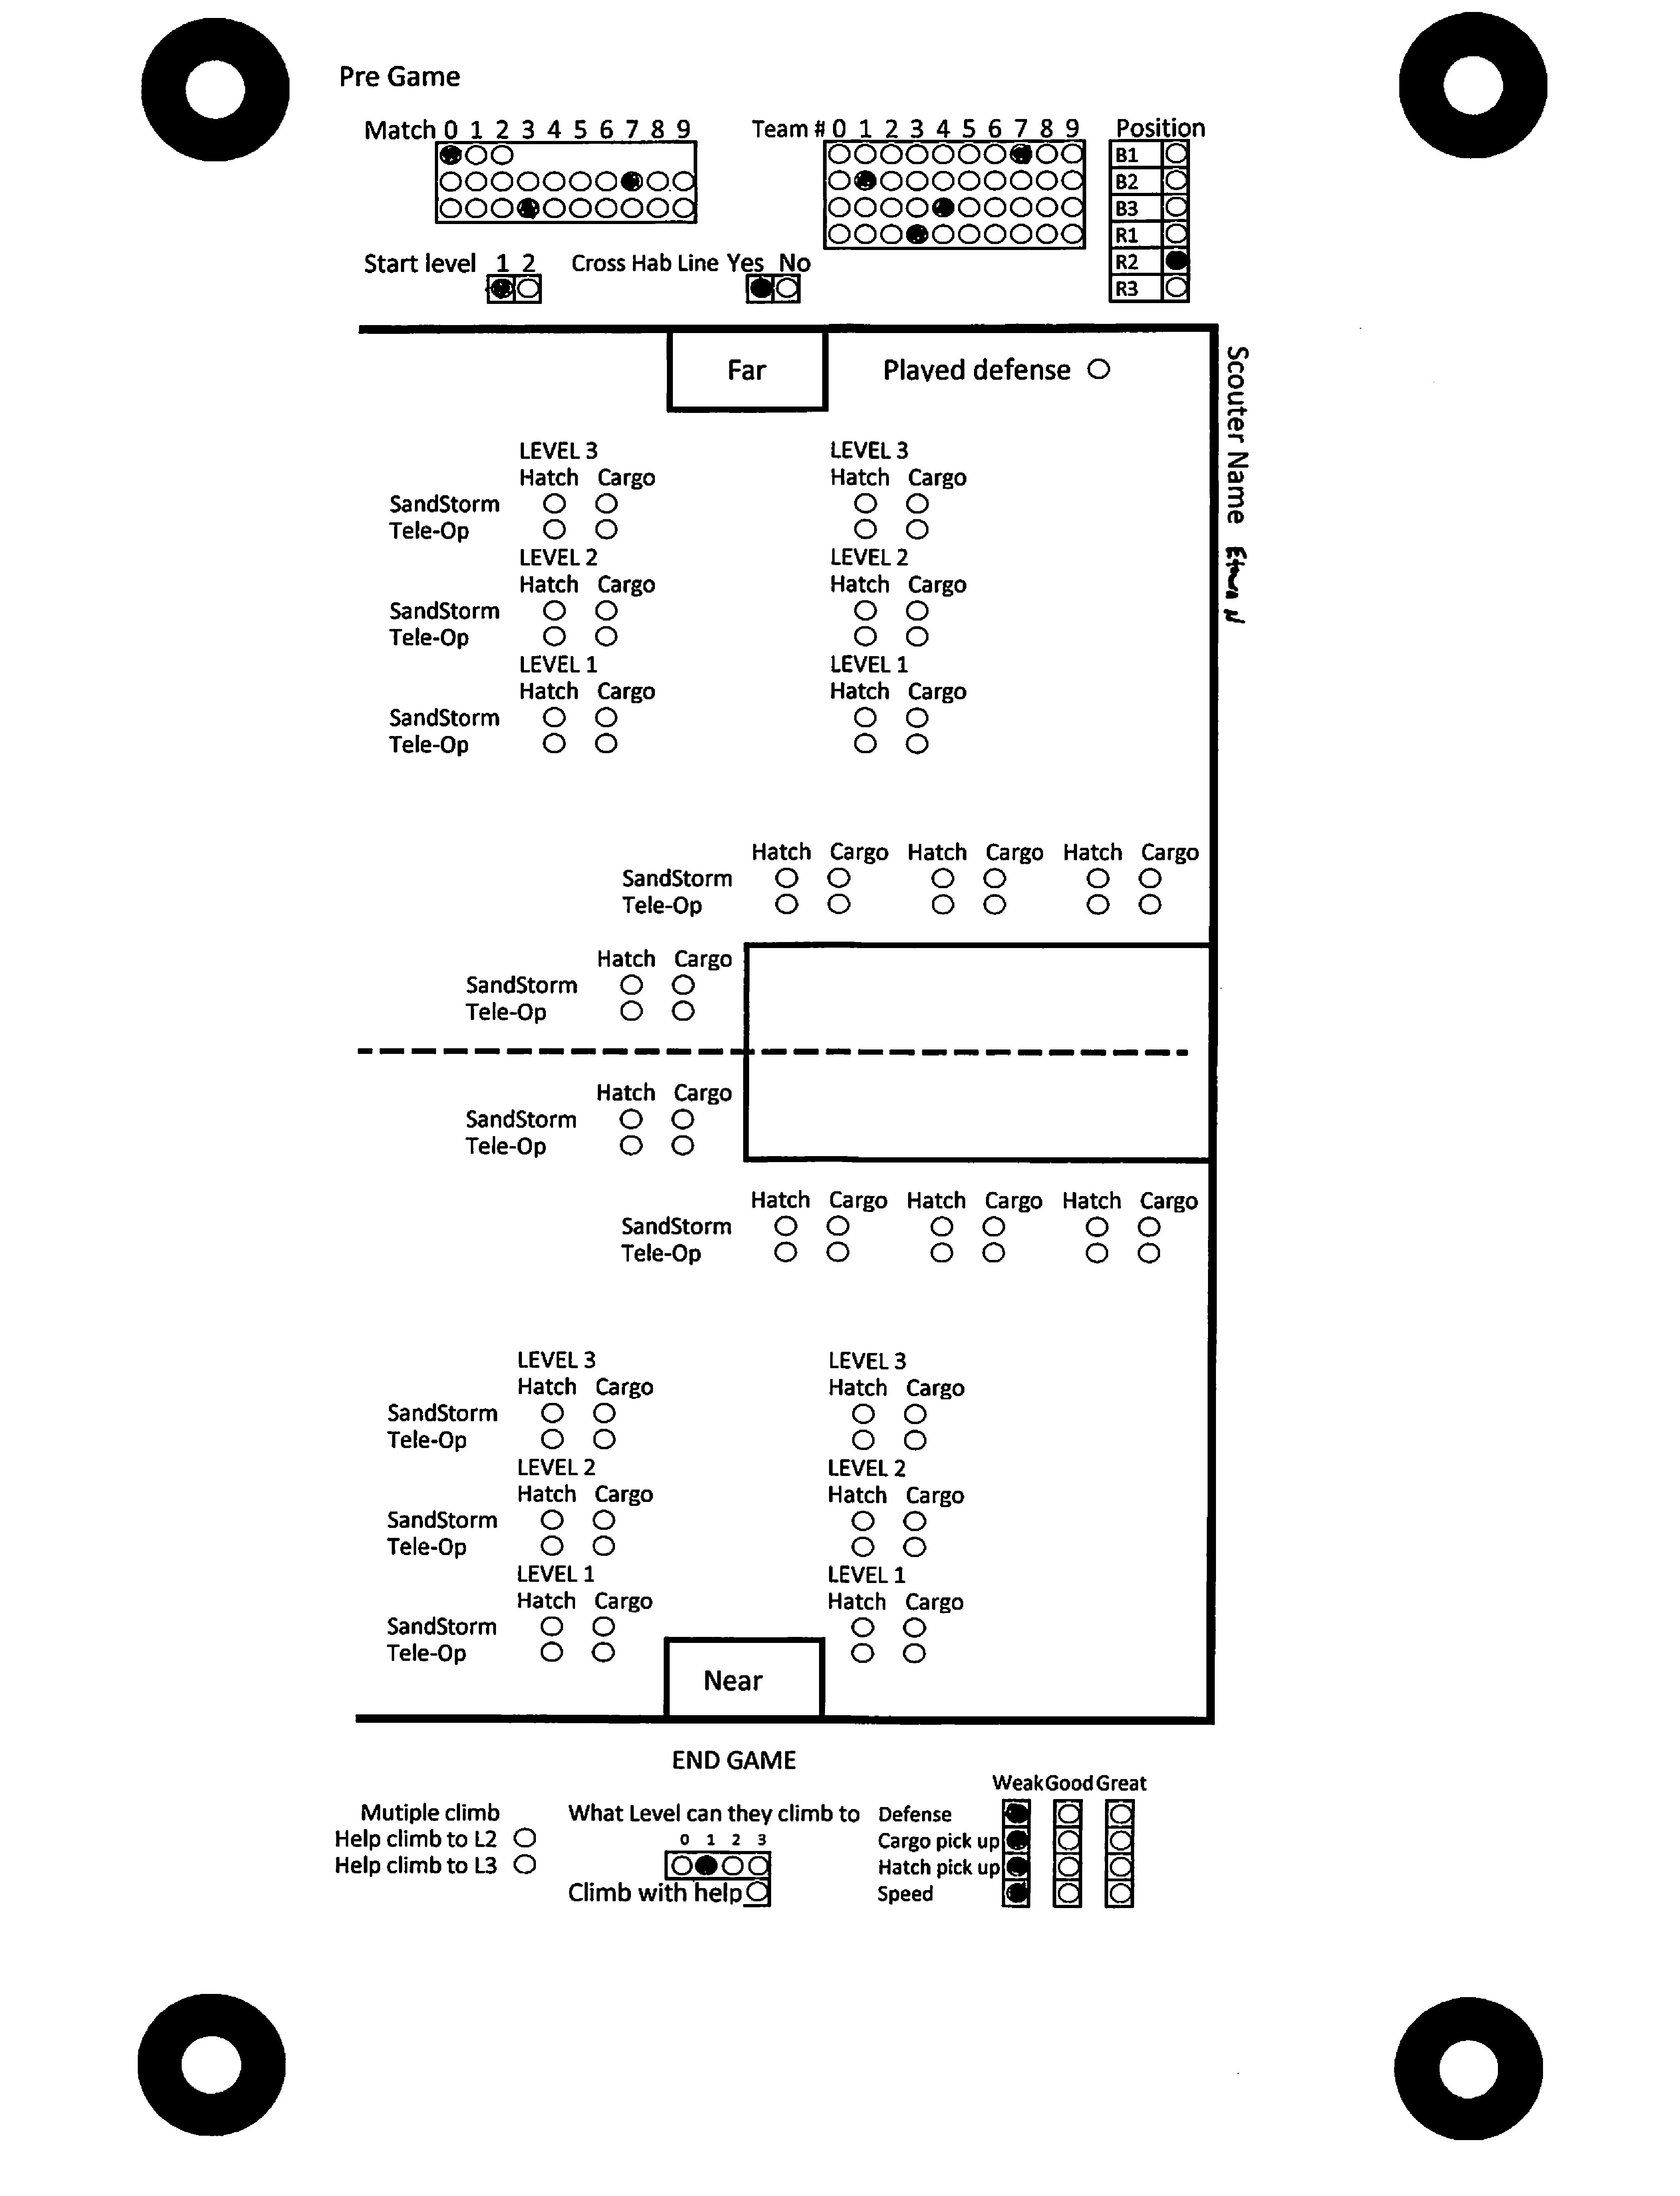 Pre Game
Match 0 1 2 3 4 5 6 7 8 9
Team # 0 1 2 3 4 5 6 7 8 9
Position
B1
B2
B3
R1
R2
R3
Start level 1 2
Cross Hab Line Yes No
Far
Played defense
Scouter Name
LEVEL 3 LEVEL 3
Hatch Cargo Hatch Cargo
SandStorm
Tele-Op
LEVEL 2 LEVEL 2
Hatch Cargo Hatch Cargo
SandStorm
Tele-Op
LEVEL 1 LEVEL 1
Hatch Cargo Hatch Cargo
SandStorm
Tele-Op
Hatch Cargo Hatch Cargo Hatch Cargo
SandStorm
Tele-Op
Hatch Cargo
SandStorm
Tele-Op
Hatch Cargo
SandStorm
Tele-Op
Hatch Cargo Hatch Cargo Hatch Cargo
SandStorm
Tele-Op
LEVEL 3 LEVEL 3
Hatch Cargo Hatch Cargo
SandStorm
Tele-Op
LEVEL 2 LEVEL 2
Hatch Cargo Hatch Cargo
SandStorm
Tele-Op
LEVEL 1 LEVEL 1
Hatch Cargo Hatch Cargo
SandStorm
Tele-Op
Near
END GAME
Mutiple climb
Help climb to L2
Help climb to L3
What Level can they climb to
0 1 2 3
Climb with help
Weak Good Great
Defense
Cargo pick up
Hatch pick up
Speed